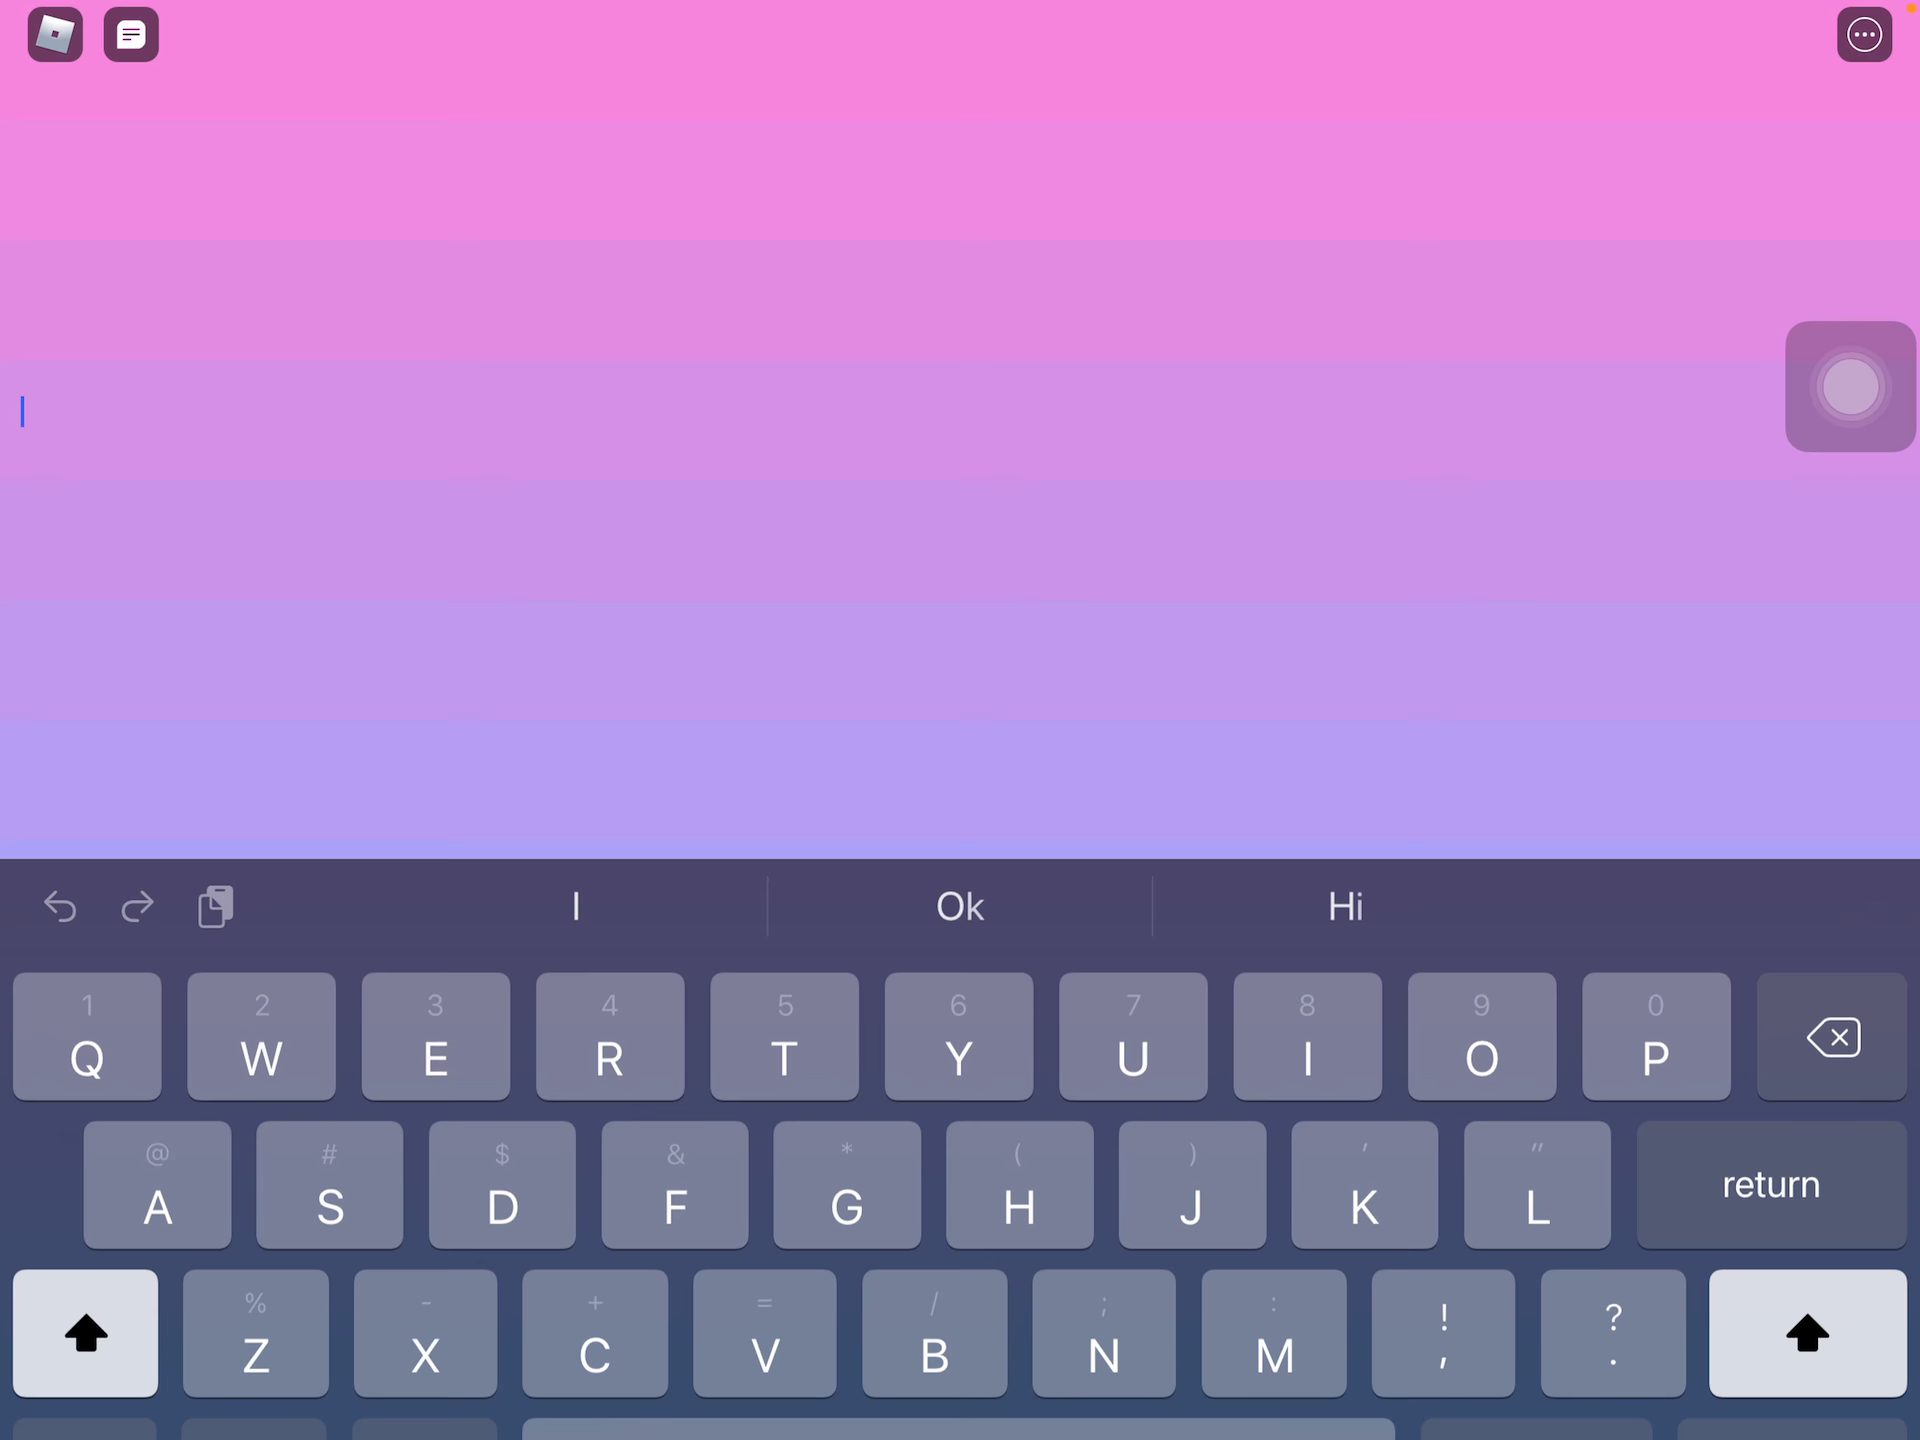 I Ok Hi
1 2 3 4 5 6 7 8 9 0
Q W E R T Y U I O P
@ # $ & * ( ) ' "
A S D F G H J K L return
% - + = / ; : ! ?
Z X C V B N M , .